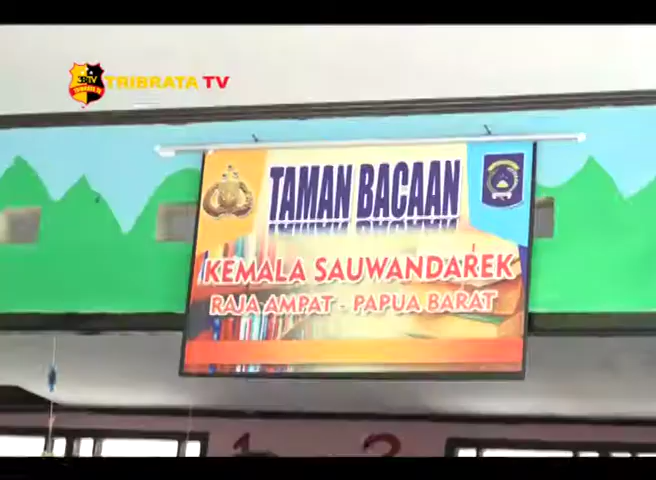 TRIBRATA TV
TAMAN BACAAN
KEMALA SAUWANDAREK
RAJA AMPAT - PAPUA BARAT